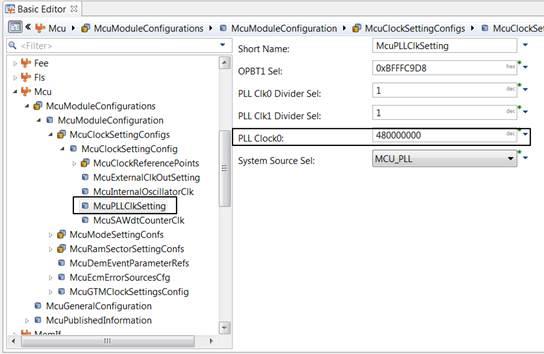 Basic Editor
Mcu McuModuleConfigurations McuModuleConfiguration McuClockSettingConfigs McuClockSe
<Filter>
Fee
Fls
Mcu
McuModuleConfigurations
McuModuleConfiguration
McuClockSettingConfigs
McuClockSettingConfig
McuClockReferencePoints
McuExternalClkOutSetting
McuInternalOscillatorClk
McuPLLClkSetting
McuSAWdtCounterClk
McuModeSettingConfs
McuRamSectorSettingConfs
McuDemEventParameterRefs
McuEcmErrorSourcesCfg
McuGTMClockSettingsConfig
McuGeneralConfiguration
McuPublishedInformation
MemIf
Short Name: McuPLLClkSetting
OPBT1 Sel: 0xBFFFC9D8 hex
PLL Clk0 Divider Sel: 1 dec
PLL Clk1 Divider Sel: 1 dec
PLL Clock0: 480000000 dec
System Source Sel: MCU_PLL